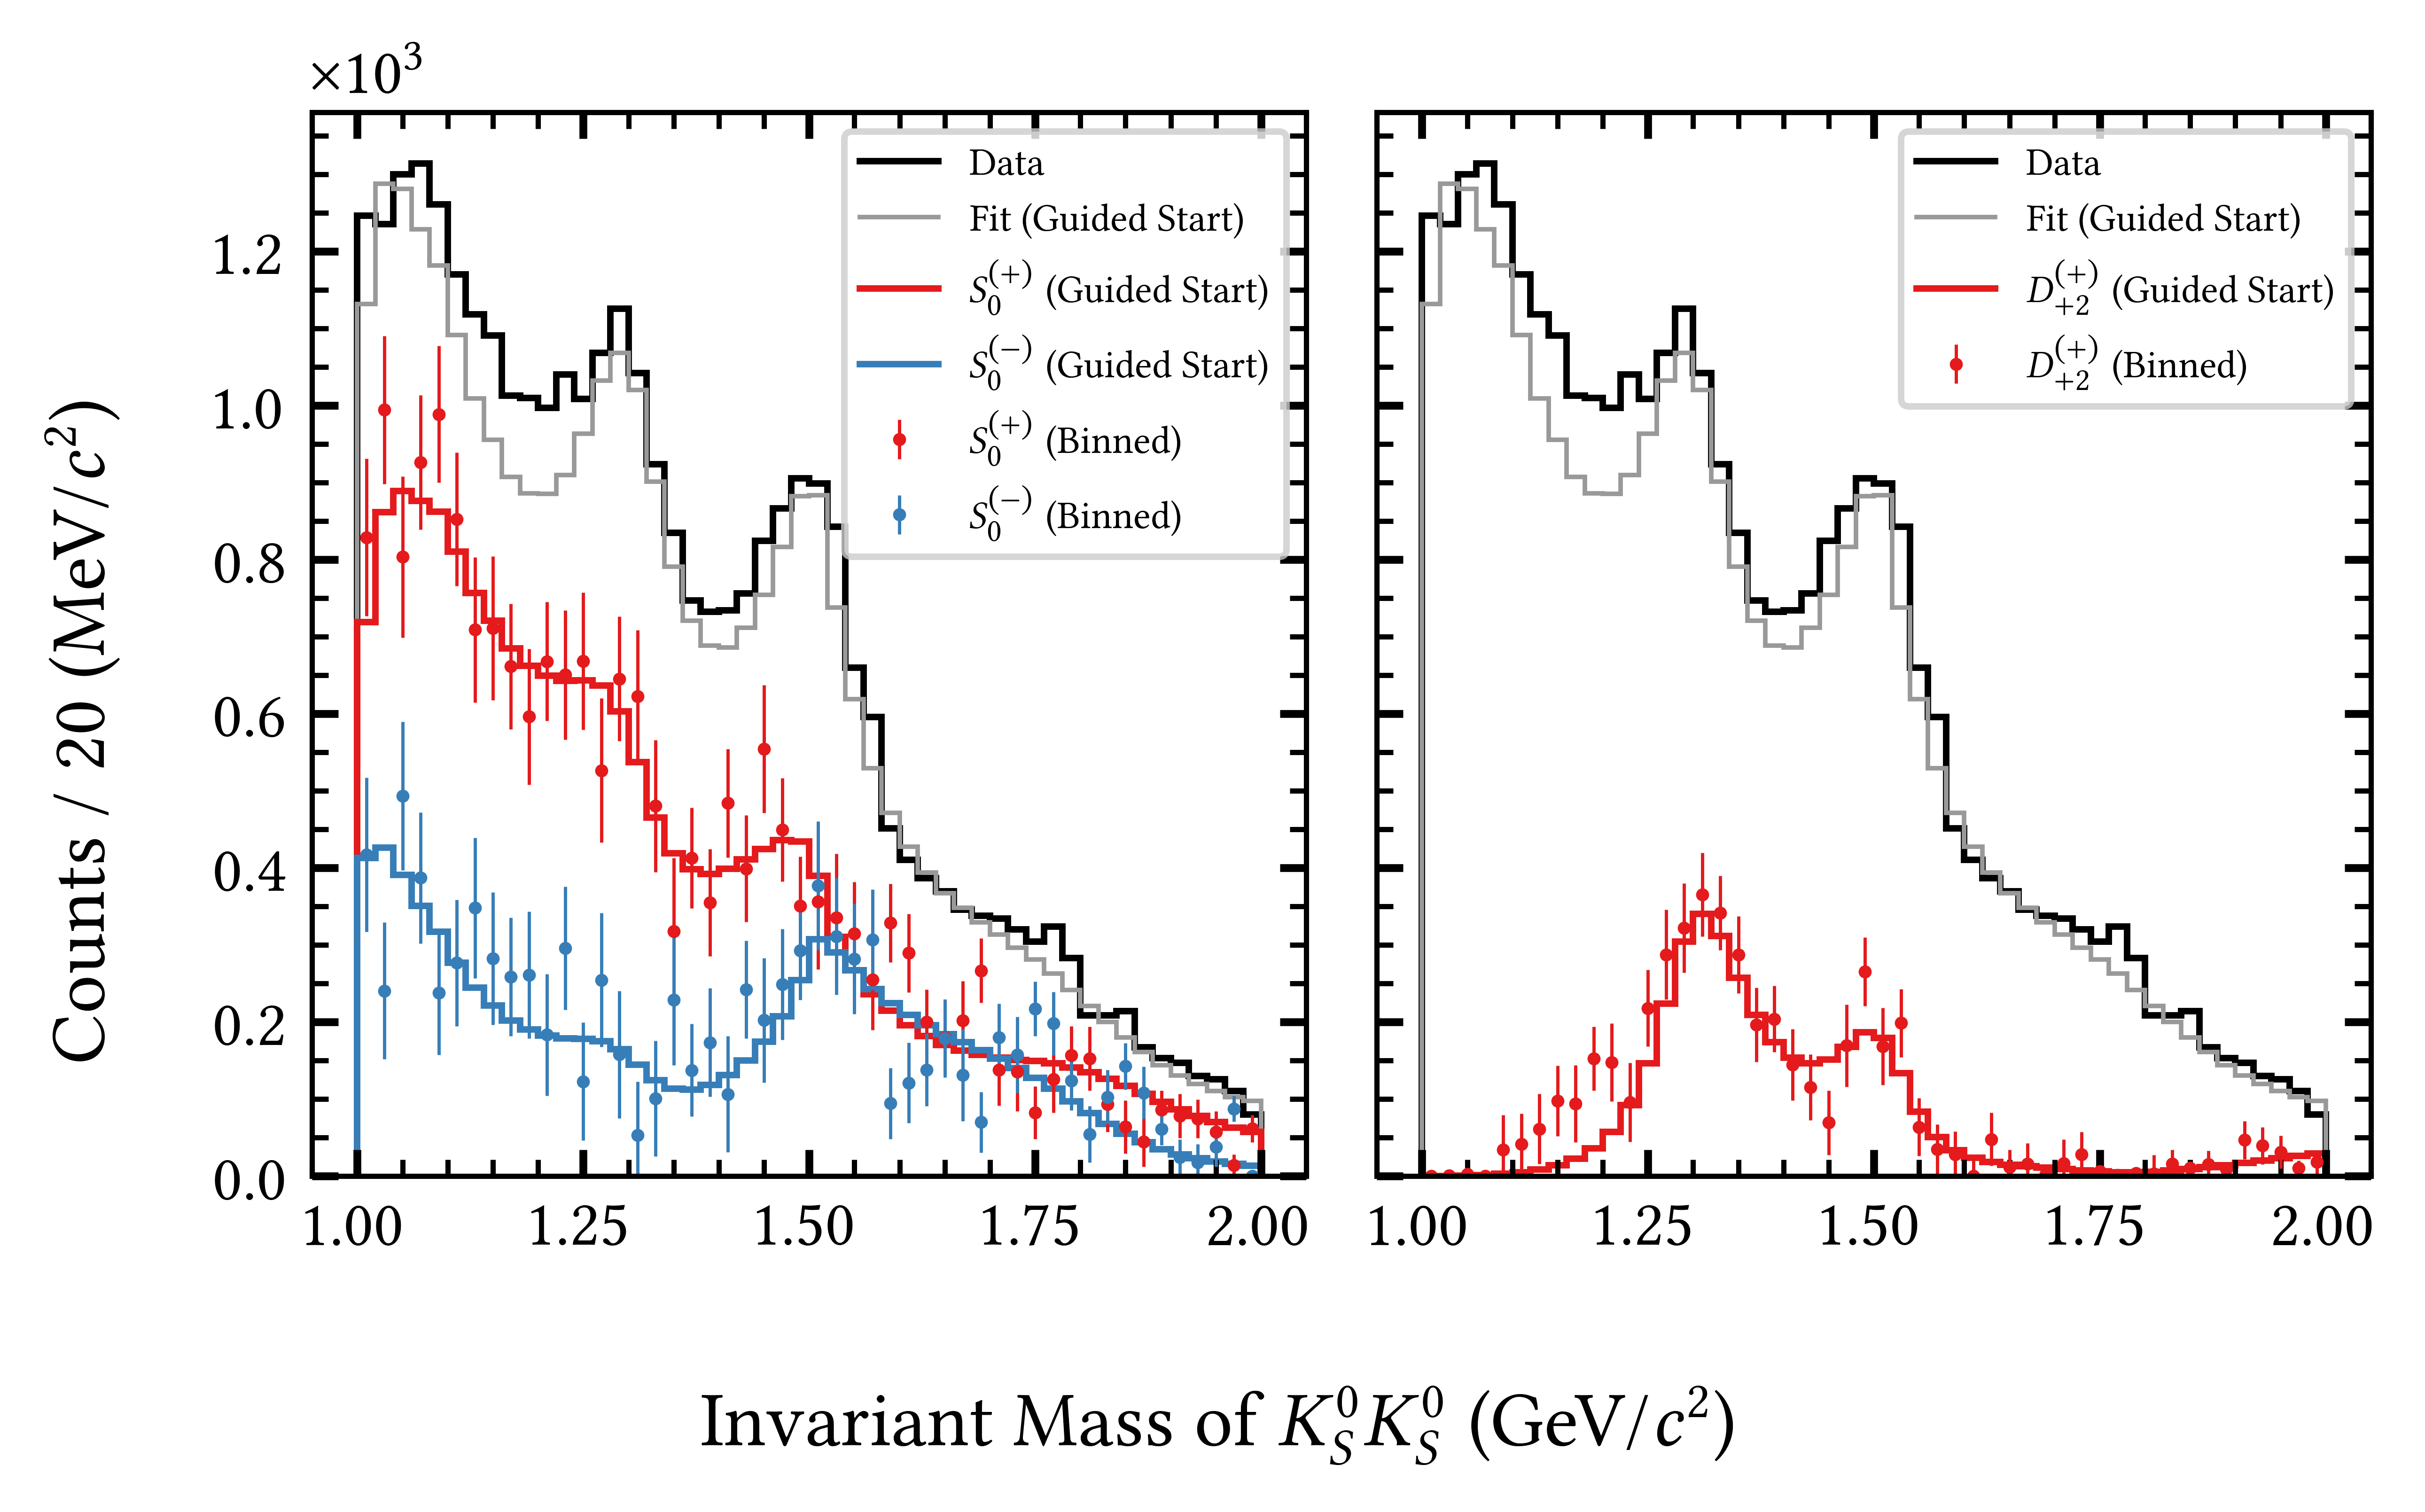 ×10³
Counts / 20 (MeV/c²)
1.2
1.0
0.8
0.6
0.4
0.2
0.0
Data
Fit (Guided Start)
S₀⁽⁺⁾ (Guided Start)
S₀⁽⁻⁾ (Guided Start)
S₀⁽⁺⁾ (Binned)
S₀⁽⁻⁾ (Binned)
1.00 1.25 1.50 1.75 2.00
Data
Fit (Guided Start)
D₊₂⁽⁺⁾ (Guided Start)
D₊₂⁽⁺⁾ (Binned)
1.00 1.25 1.50 1.75 2.00
Invariant Mass of K_S⁰K_S⁰ (GeV/c²)